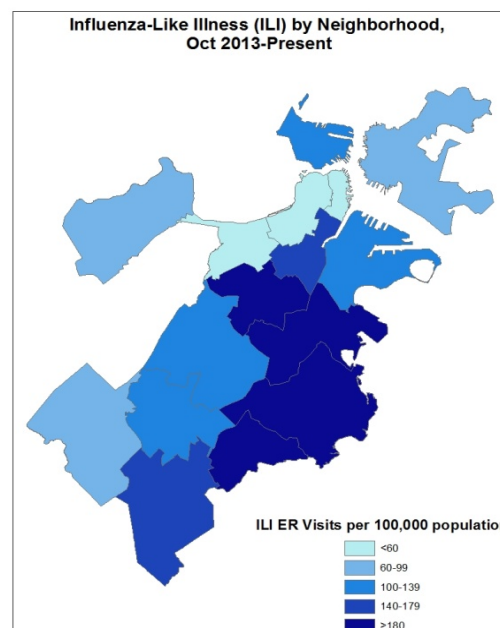 Influenza-Like Illness (ILI) by Neighborhood,
Oct 2013-Present
ILI ER Visits per 100,000 population
<60
60-99
100-139
140-179
>180